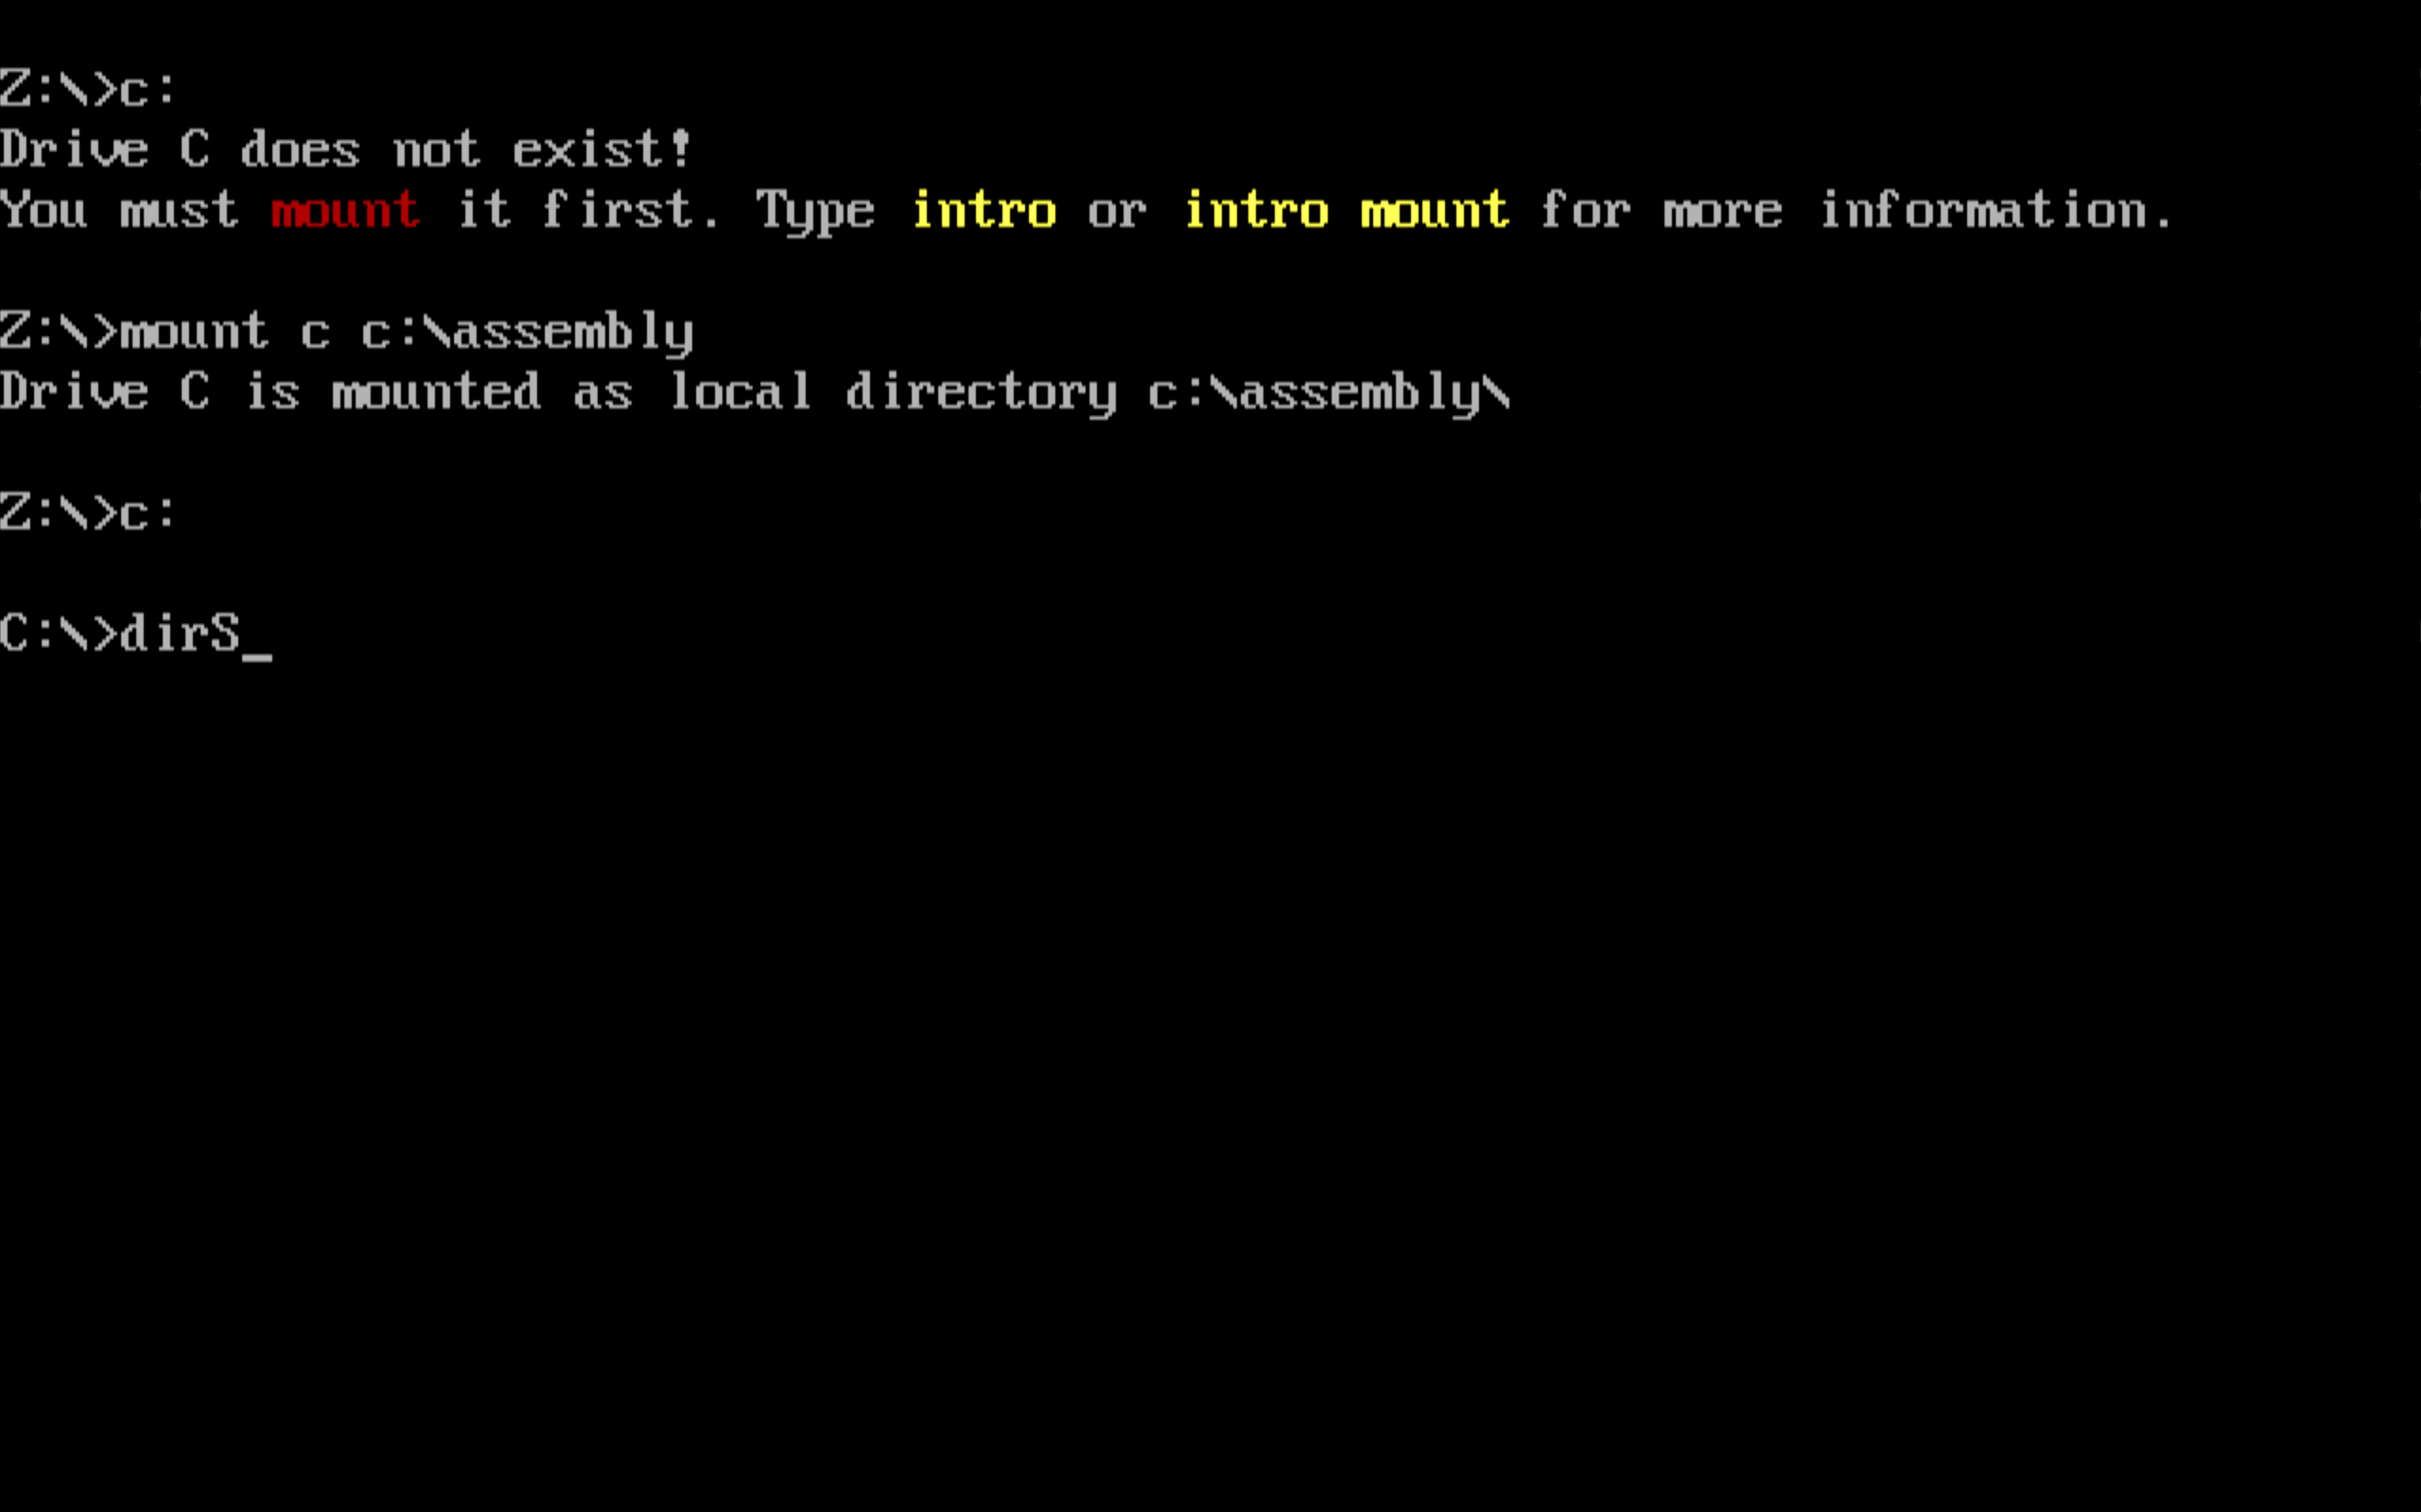 Z:\>c:
Drive C does not exist!
You must mount it first. Type intro or intro mount for more information.
Z:\>mount c c:\assembly
Drive C is mounted as local directory c:\assembly\
Z:\>c:
C:\>dirS_